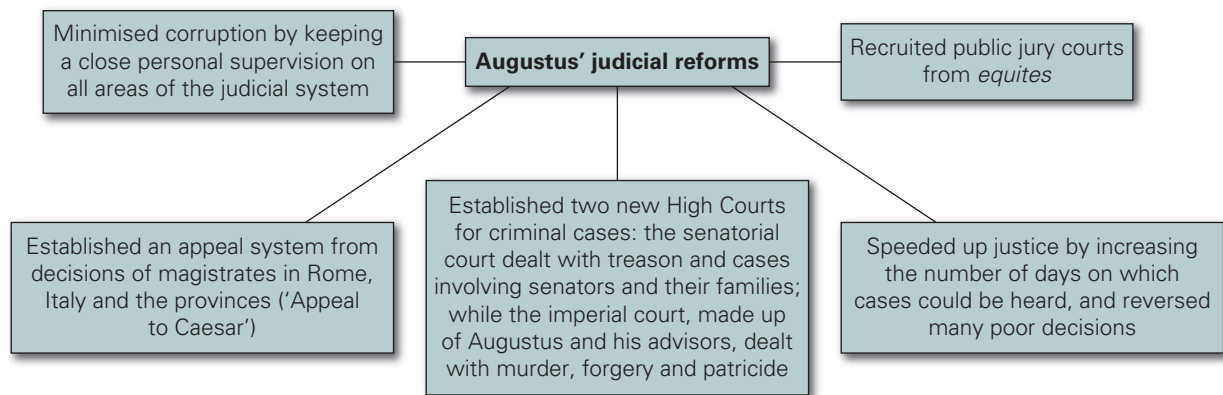 Minimised corruption by keeping
a close personal supervision on
all areas of the judicial system
Augustus’ judicial reforms
Recruited public jury courts
from equites
Established an appeal system from
decisions of magistrates in Rome,
Italy and the provinces (‘Appeal
to Caesar’)
Established two new High Courts
for criminal cases: the senatorial
court dealt with treason and cases
involving senators and their families;
while the imperial court, made up
of Augustus and his advisors, dealt
with murder, forgery and patricide
Speeded up justice by increasing
the number of days on which
cases could be heard, and reversed
many poor decisions